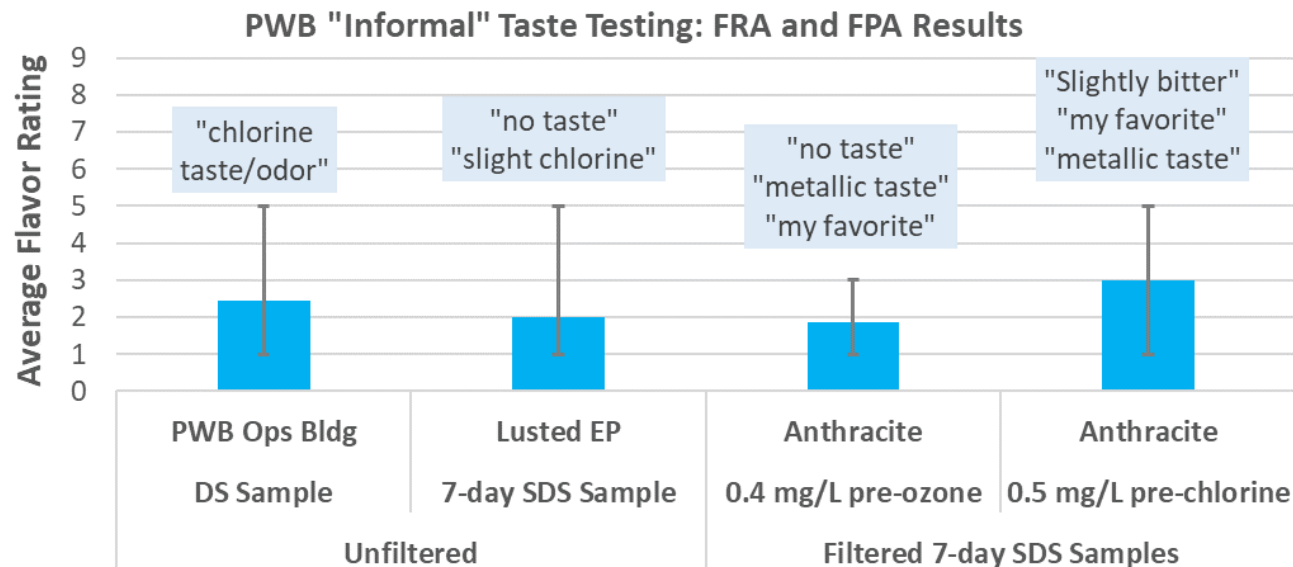 PWB "Informal" Taste Testing: FRA and FPA Results
Average Flavor Rating
9
8
7
6
5
4
3
2
1
0
"chlorine
taste/odor"
"no taste"
"slight chlorine"
"no taste"
"metallic taste"
"my favorite"
"Slightly bitter"
"my favorite"
"metallic taste"
PWB Ops Bldg
Lusted EP
Anthracite
Anthracite
DS Sample
7-day SDS Sample
0.4 mg/L pre-ozone
0.5 mg/L pre-chlorine
Unfiltered
Filtered 7-day SDS Samples